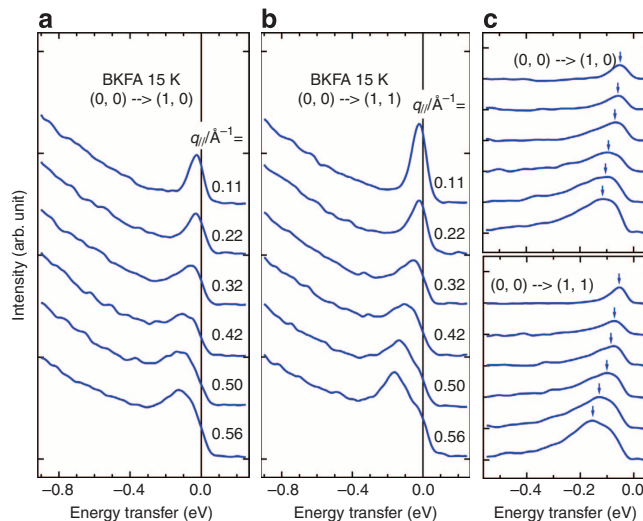 a
b
c
BKFA 15 K
(0, 0) --> (1, 0)
q//Å⁻¹=
0.11
0.22
0.32
0.42
0.50
0.56
BKFA 15 K
(0, 0) --> (1, 1)
q//Å⁻¹=
0.11
0.22
0.32
0.42
0.50
0.56
(0, 0) --> (1, 0)
(0, 0) --> (1, 1)
Intensity (arb. unit)
−0.8 −0.4 0.0
−0.8 −0.4 0.0
−0.4 −0.2 0.0
Energy transfer (eV)
Energy transfer (eV)
Energy transfer (eV)